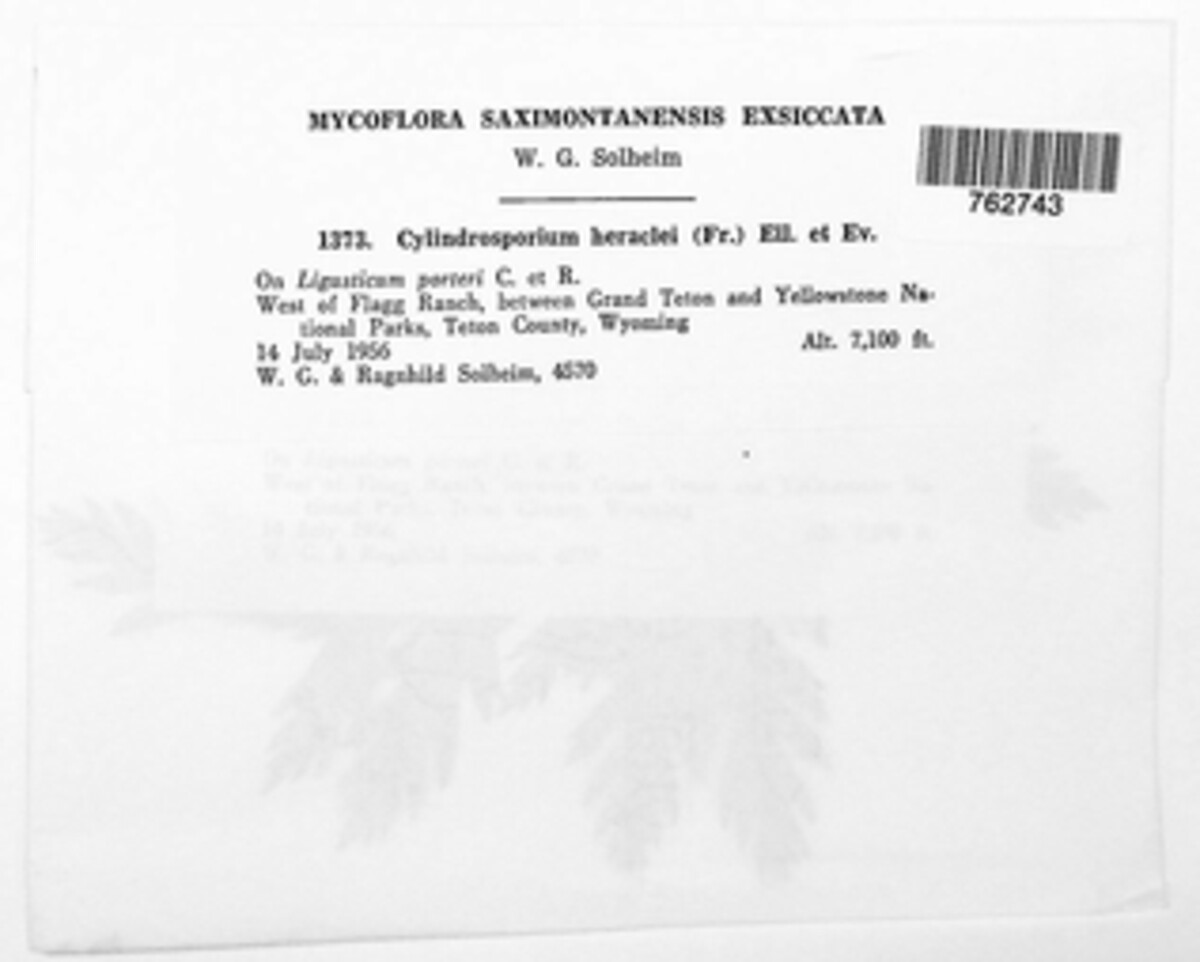 MYCOFLORA SAXIMONTANENSIS EXSICCATA
W. G. Solheim
762743
1373. Cylindrosporium heraclei (Fr.) Ell. et Ev.
On Ligusticum porteri C. et R.
West of Flagg Ranch, between Grand Teton and Yellowstone Na-
tional Parks, Teton County, Wyoming
Alt. 7,100 ft.
14 July 1956
W. G. & Ragnhild Solheim,